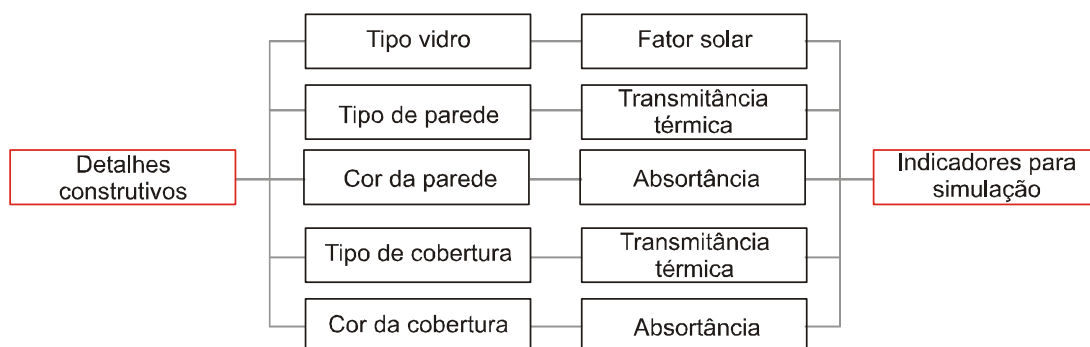 Tipo vidro
Fator solar
Tipo de parede
Transmitância
térmica
Detalhes
construtivos
Cor da parede
Absortância
Indicadores para
simulação
Tipo de cobertura
Transmitância
térmica
Cor da cobertura
Absortância